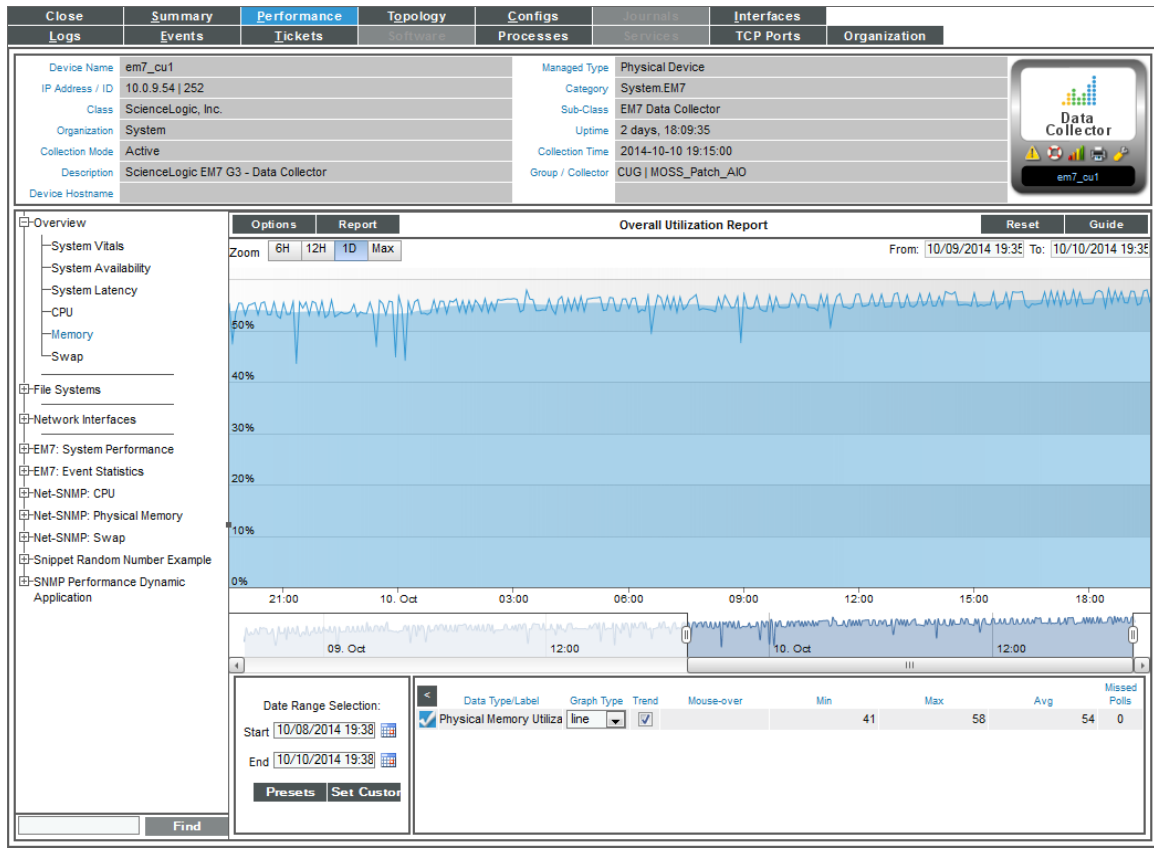 Close Summary Performance Topology Configs Journals Interfaces
Logs Events Tickets Software Processes Services TCP Ports Organization
Device Name em7_cu1 Managed Type Physical Device
IP Address / ID 10.0.9.54 | 252 Category System.EM7
Class ScienceLogic, Inc. Sub-Class EM7 Data Collector
Organization System Uptime 2 days, 18:09:35
Collection Mode Active Collection Time 2014-10-10 19:15:00
Description ScienceLogic EM7 G3 - Data Collector Group / Collector CUG | MOSS_Patch_AIO
Device Hostname
Data
Collector
em7_cu1
Overview
System Vitals
System Availability
System Latency
CPU
Memory
Swap
File Systems
Network Interfaces
EM7: System Performance
EM7: Event Statistics
Net-SNMP: CPU
Net-SNMP: Physical Memory
Net-SNMP: Swap
Snippet Random Number Example
SNMP Performance Dynamic
Application
Find
Options Report Overall Utilization Report Reset Guide
Zoom 6H 12H 1D Max From: 10/09/2014 19:35 To: 10/10/2014 19:35
50%
40%
30%
20%
10%
0%
21:00 10. Oct 03:00 06:00 09:00 12:00 15:00 18:00
09. Oct 12:00 10. Oct 12:00
Date Range Selection:
Start 10/08/2014 19:38
End 10/10/2014 19:38
Presets Set Custor
< Data Type/Label Graph Type Trend Mouse-over Min Max Avg Missed Polls
Physical Memory Utiliza line 41 58 54 0